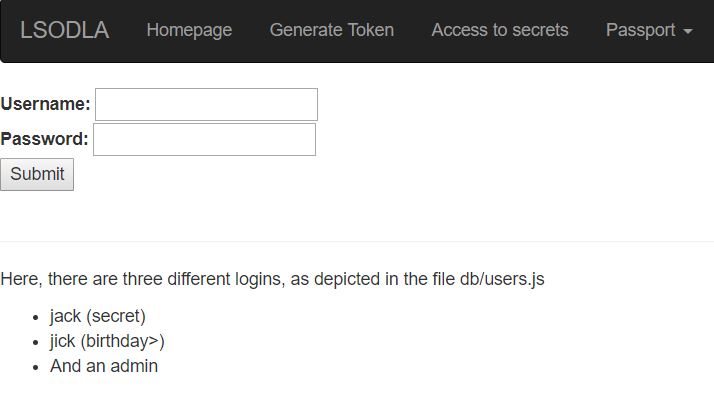 LSODLA Homepage Generate Token Access to secrets Passport
Username:
Password:
Submit
Here, there are three different logins, as depicted in the file db/users.js
jack (secret)
jick (birthday>)
And an admin